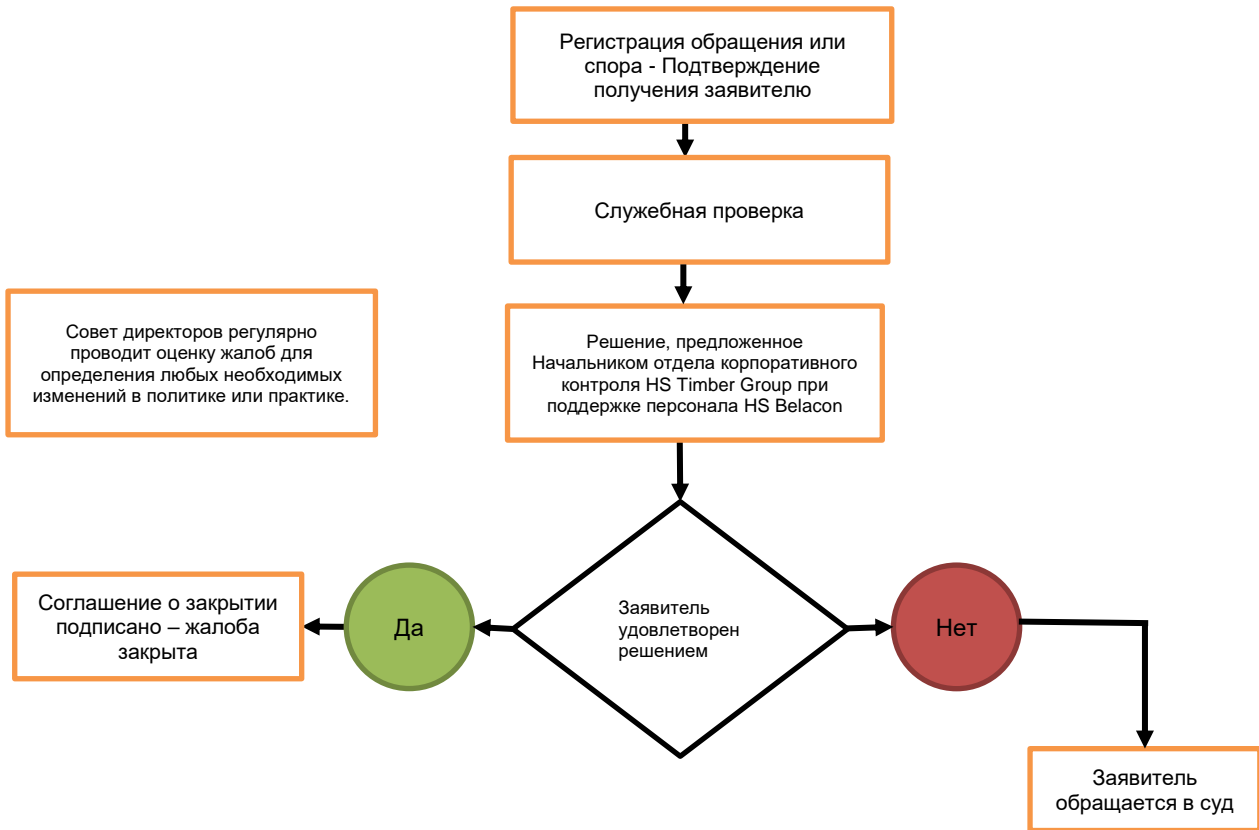 Регистрация обращения или
спора - Подтверждение
получения заявителю
Служебная проверка
Совет директоров регулярно
проводит оценку жалоб для
определения любых необходимых
изменений в политике или практике.
Решение, предложенное
Начальником отдела корпоративного
контроля HS Timber Group при
поддержке персонала HS Belacon
Соглашение о закрытии
подписано – жалоба
закрыта
Да
Заявитель
удовлетворен
решением
Нет
Заявитель
обращается в суд